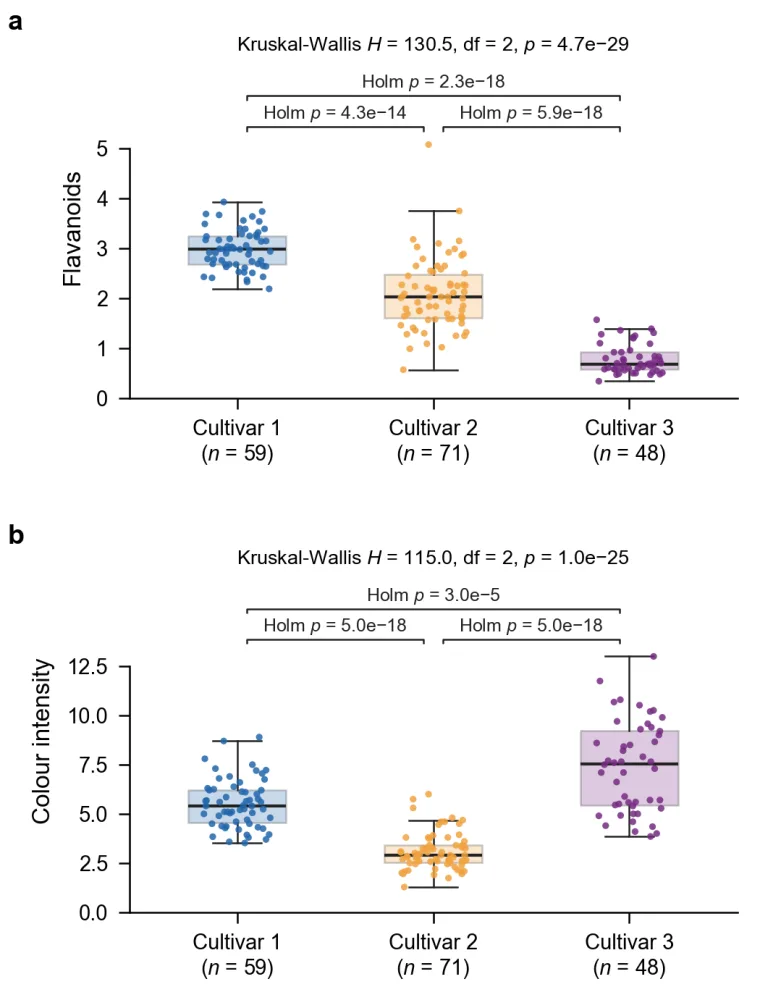 a
Kruskal-Wallis H = 130.5, df = 2, p = 4.7e−29
Holm p = 2.3e−18
Holm p = 4.3e−14 Holm p = 5.9e−18
5
4
3
2
1
0
Flavanoids
Cultivar 1 Cultivar 2 Cultivar 3
(n = 59) (n = 71) (n = 48)
b
Kruskal-Wallis H = 115.0, df = 2, p = 1.0e−25
Holm p = 3.0e−5
Holm p = 5.0e−18 Holm p = 5.0e−18
12.5
10.0
7.5
5.0
2.5
0.0
Colour intensity
Cultivar 1 Cultivar 2 Cultivar 3
(n = 59) (n = 71) (n = 48)